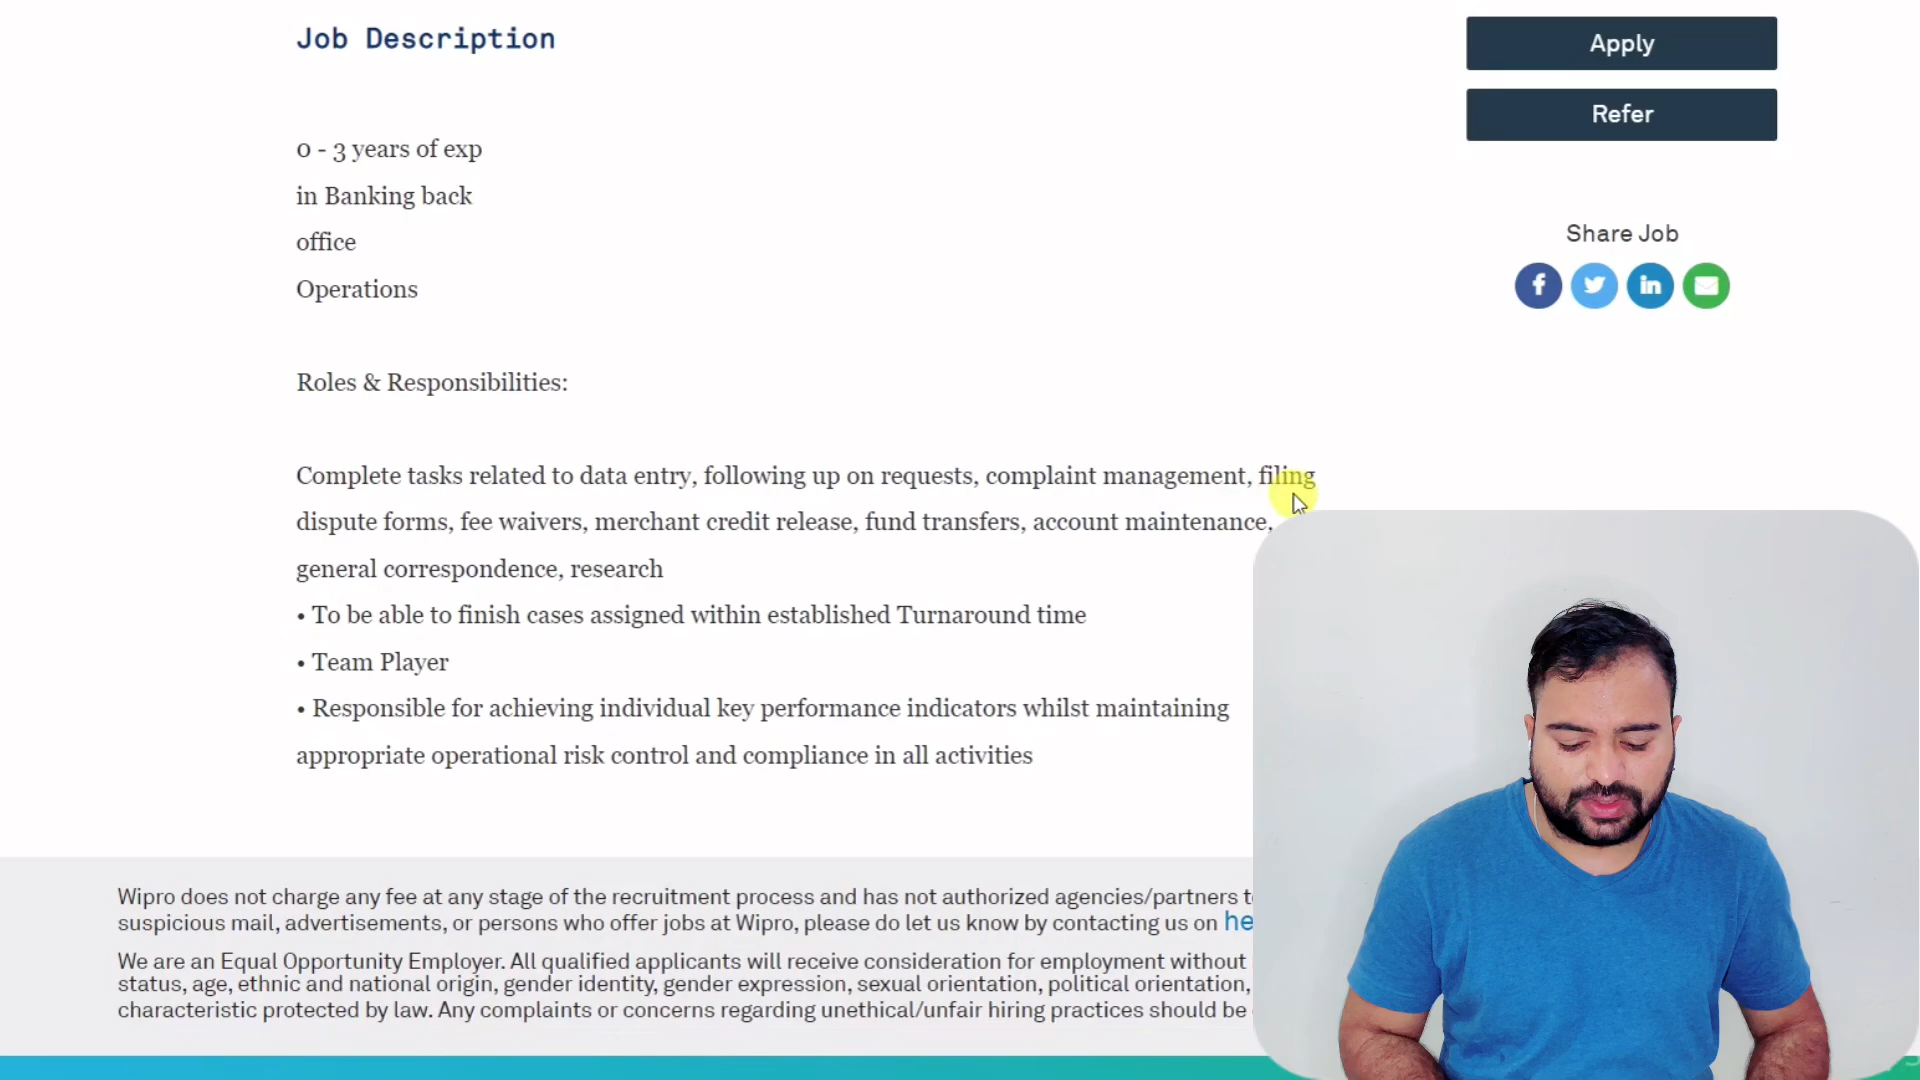 Job Description
Apply
Refer
0 - 3 years of exp
in Banking back
office
Operations
Share Job
Roles & Responsibilities:
Complete tasks related to data entry, following up on requests, complaint management, filing
dispute forms, fee waivers, merchant credit release, fund transfers, account maintenance,
general correspondence, research
• To be able to finish cases assigned within established Turnaround time
• Team Player
• Responsible for achieving individual key performance indicators whilst maintaining
appropriate operational risk control and compliance in all activities
Wipro does not charge any fee at any stage of the recruitment process and has not authorized agencies/partners
suspicious mail, advertisements, or persons who offer jobs at Wipro, please do let us know by contacting us on
We are an Equal Opportunity Employer. All qualified applicants will receive consideration for employment without
status, age, ethnic and national origin, gender identity, gender expression, sexual orientation, political orientation,
characteristic protected by law. Any complaints or concerns regarding unethical/unfair hiring practices should be